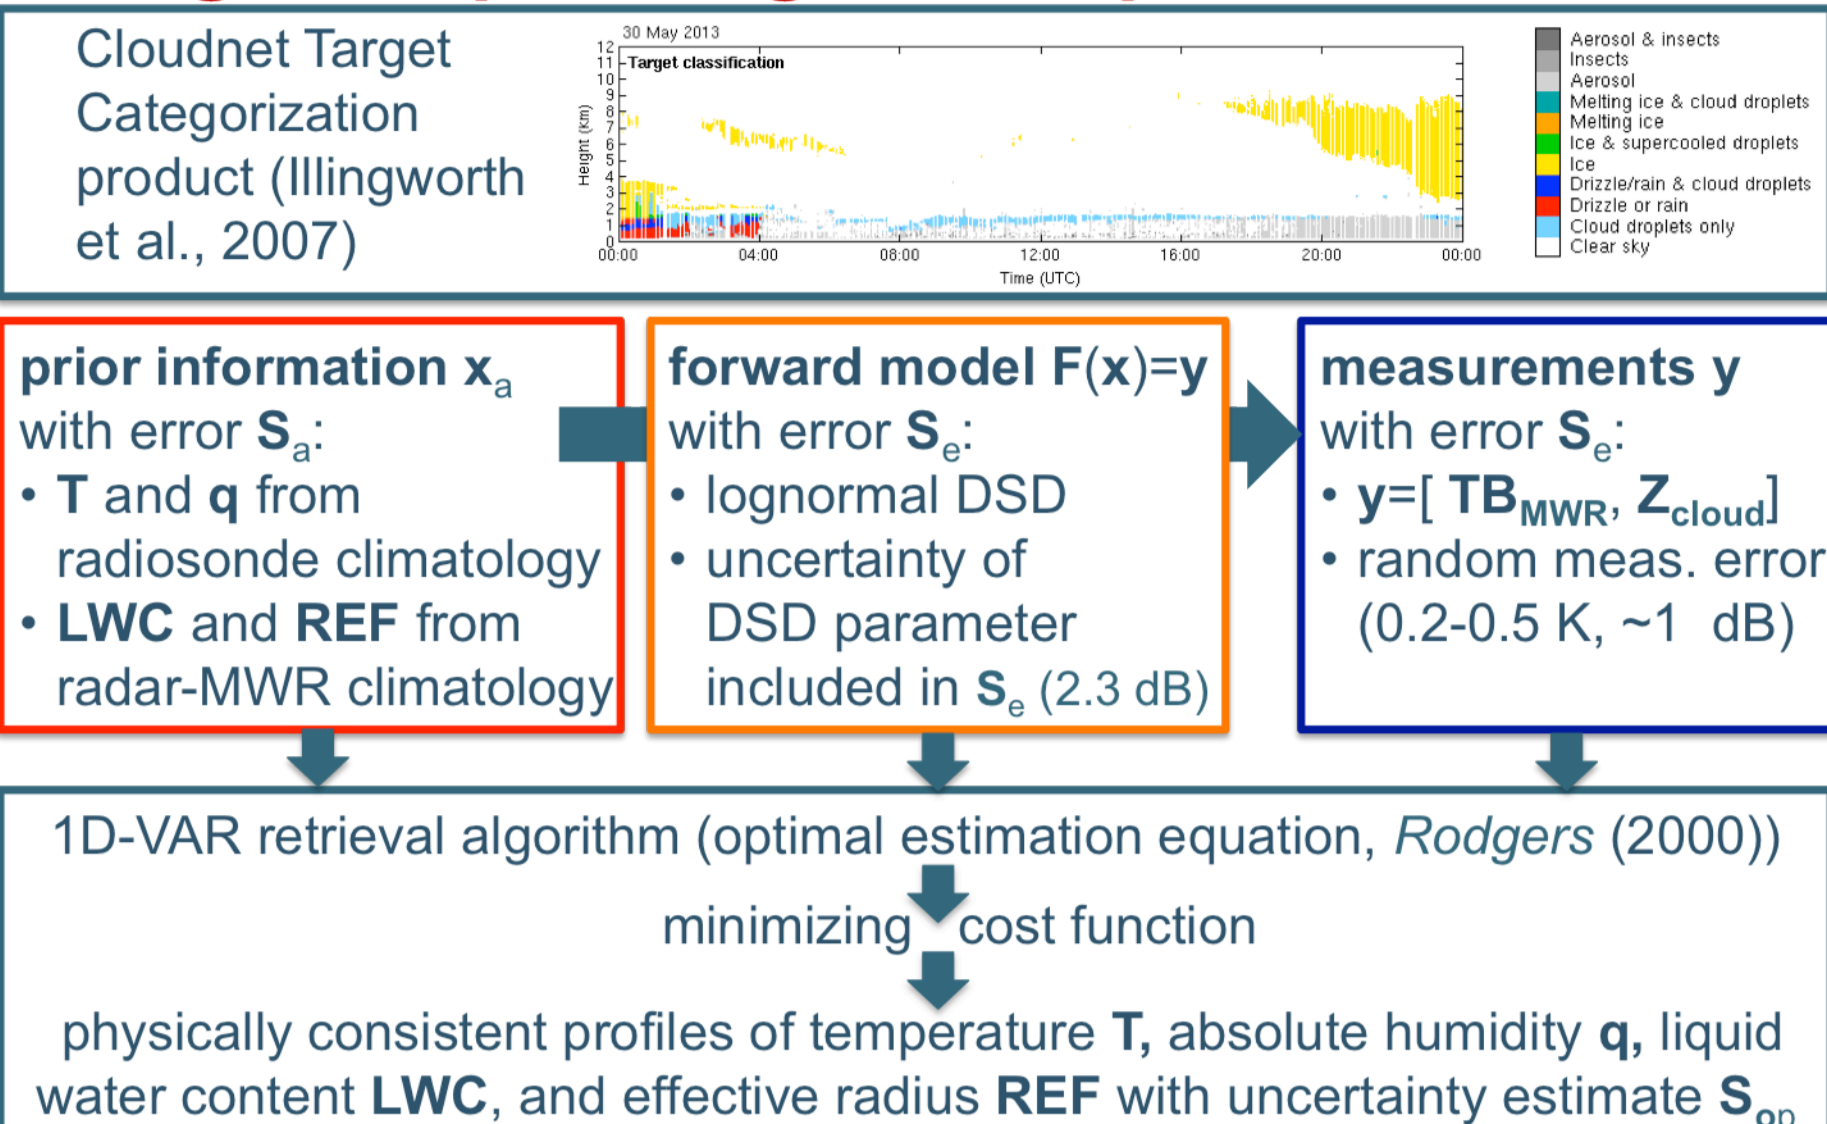 Cloudnet Target
Categorization
product (Illingworth
et al., 2007)
30 May 2013
Target classification
12
11
10
9
8
7
6
5
4
3
2
1
0
Height (km)
00:00 04:00 08:00 12:00 16:00 20:00 00:00
Time (UTC)
Aerosol & insects
Insects
Aerosol
Melting ice & cloud droplets
Melting ice
Ice & supercooled droplets
Ice
Drizzle/rain & cloud droplets
Drizzle or rain
Cloud droplets only
Clear sky
prior information xa
with error Sa:
• T and q from
radiosonde climatology
• LWC and REF from
radar-MWR climatology
forward model F(x)=y
with error Se:
• lognormal DSD
• uncertainty of
DSD parameter
included in Se (2.3 dB)
measurements y
with error Se:
• y=[ TBMWR, Zcloud]
• random meas. error
(0.2-0.5 K, ~1 dB)
1D-VAR retrieval algorithm (optimal estimation equation, Rodgers (2000))
minimizing cost function
physically consistent profiles of temperature T, absolute humidity q, liquid
water content LWC, and effective radius REF with uncertainty estimate Sop